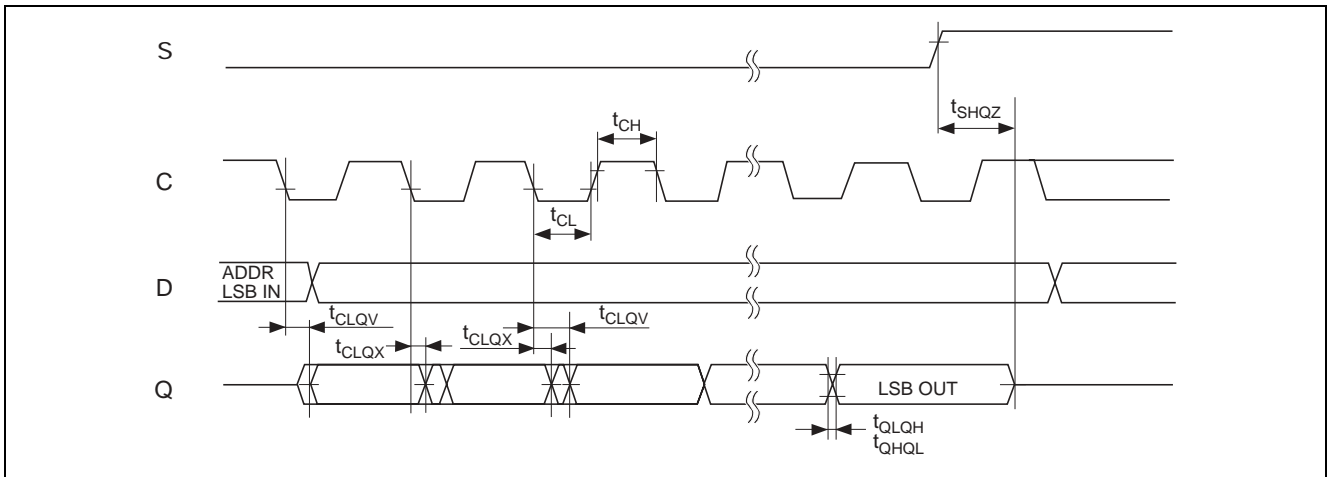 S
tSHQZ
tCH
C
tCL
ADDR
LSB IN
D
tCLQV
tCLQX
tCLQX
tCLQV
Q
LSB OUT
tQLQH
tQHQL